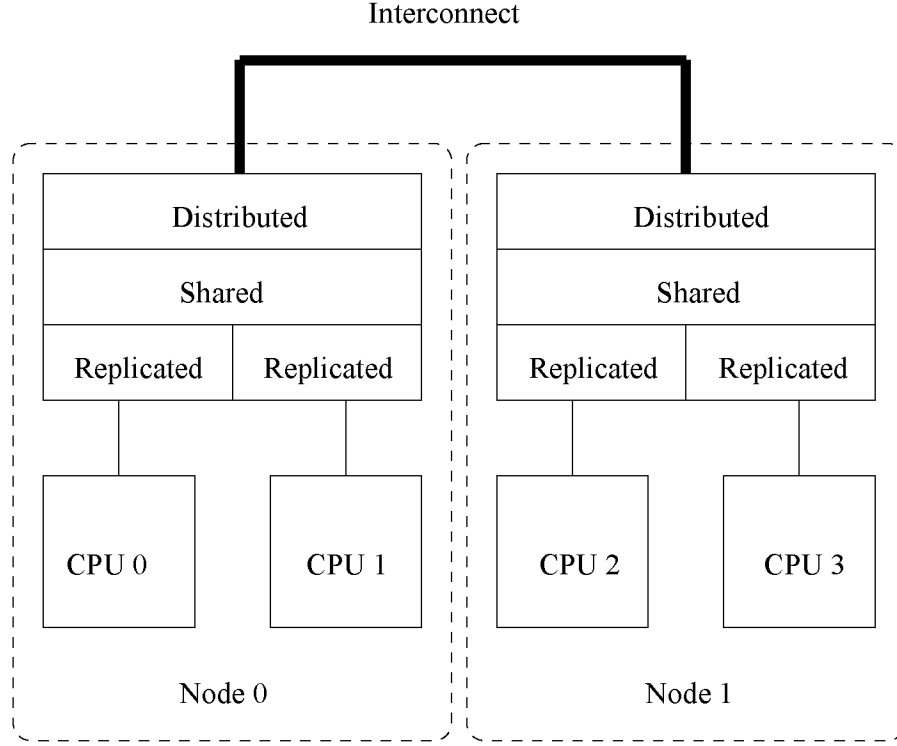 Interconnect
Distributed
Distributed
Shared
Shared
Replicated
Replicated
Replicated
Replicated
CPU 0
CPU 1
CPU 2
CPU 3
Node 0
Node 1